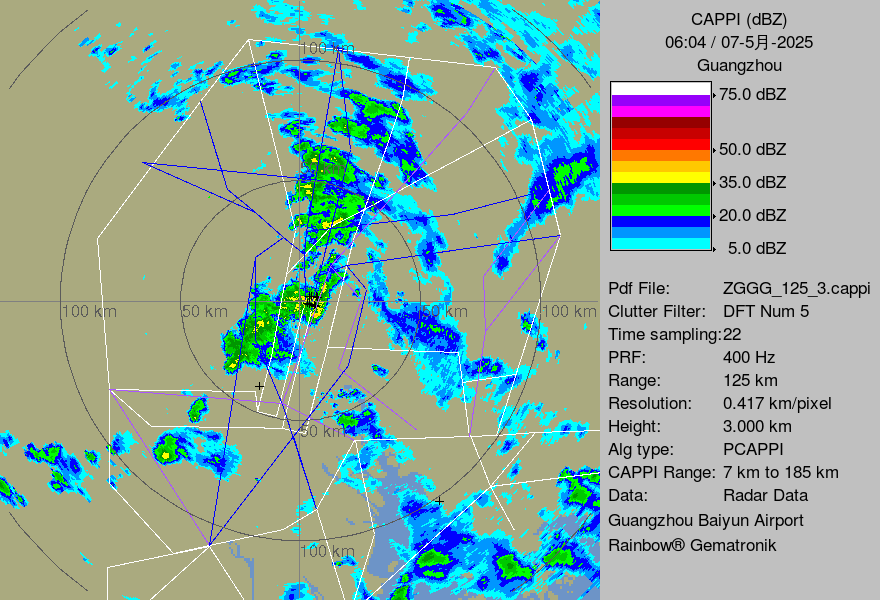 CAPPI (dBZ)
06:04 / 07-5月-2025
Guangzhou
75.0 dBZ
50.0 dBZ
35.0 dBZ
20.0 dBZ
5.0 dBZ
Pdf File: ZGGG_125_3.cappi
Clutter Filter: DFT Num 5
Time sampling:22
PRF: 400 Hz
Range: 125 km
Resolution: 0.417 km/pixel
Height: 3.000 km
Alg type: PCAPPI
CAPPI Range: 7 km to 185 km
Data: Radar Data
Guangzhou Baiyun Airport
Rainbow® Gematronik
100 km
100 km
50 km
50 km
100 km
50 km
100 km